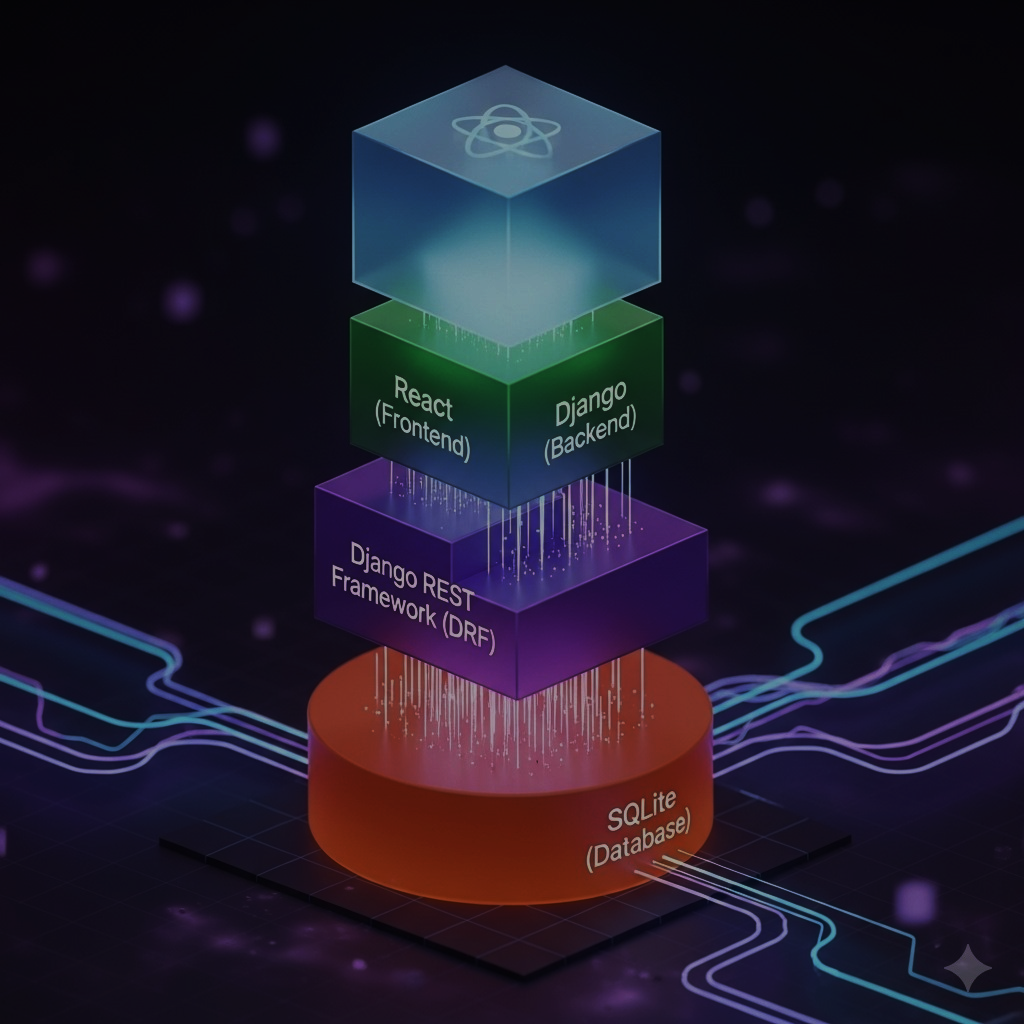 React
(Frontend)
Django
(Backend)
Django REST
Framework (DRF)
SQLite
(Database)